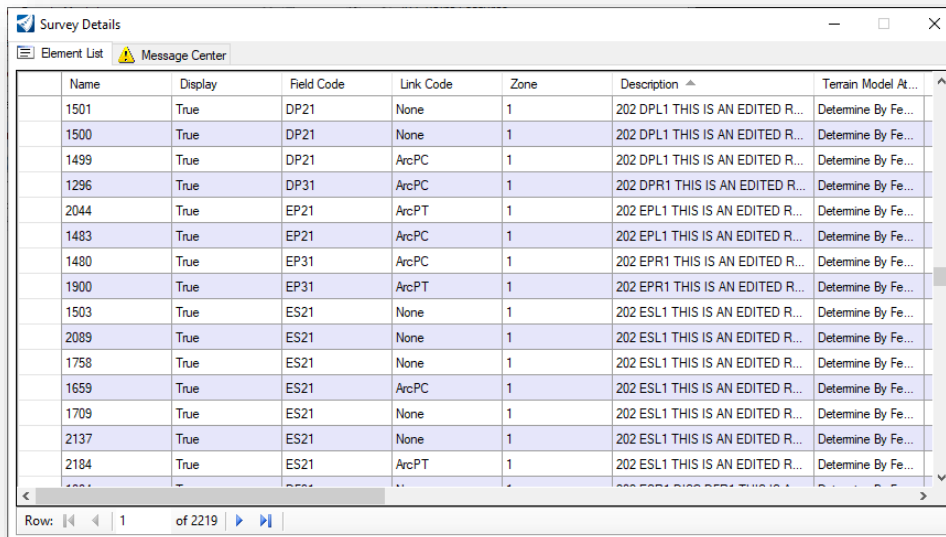 Survey Details
Element List Message Center
Name Display Field Code Link Code Zone Description Terrain Model At...
1501 True DP21 None 1 202 DPL1 THIS IS AN EDITED R... Determine By Fe...
1500 True DP21 None 1 202 DPL1 THIS IS AN EDITED R... Determine By Fe...
1499 True DP21 ArcPC 1 202 DPL1 THIS IS AN EDITED R... Determine By Fe...
1296 True DP31 ArcPC 1 202 DPR1 THIS IS AN EDITED R... Determine By Fe...
2044 True EP21 ArcPT 1 202 EPL1 THIS IS AN EDITED R... Determine By Fe...
1483 True EP21 ArcPC 1 202 EPL1 THIS IS AN EDITED R... Determine By Fe...
1480 True EP31 ArcPC 1 202 EPR1 THIS IS AN EDITED R... Determine By Fe...
1900 True EP31 ArcPT 1 202 EPR1 THIS IS AN EDITED R... Determine By Fe...
1503 True ES21 None 1 202 ESL1 THIS IS AN EDITED R... Determine By Fe...
2089 True ES21 None 1 202 ESL1 THIS IS AN EDITED R... Determine By Fe...
1758 True ES21 None 1 202 ESL1 THIS IS AN EDITED R... Determine By Fe...
1659 True ES21 ArcPC 1 202 ESL1 THIS IS AN EDITED R... Determine By Fe...
1709 True ES21 None 1 202 ESL1 THIS IS AN EDITED R... Determine By Fe...
2137 True ES21 None 1 202 ESL1 THIS IS AN EDITED R... Determine By Fe...
2184 True ES21 ArcPT 1 202 ESL1 THIS IS AN EDITED R... Determine By Fe...
Row: 1 of 2219